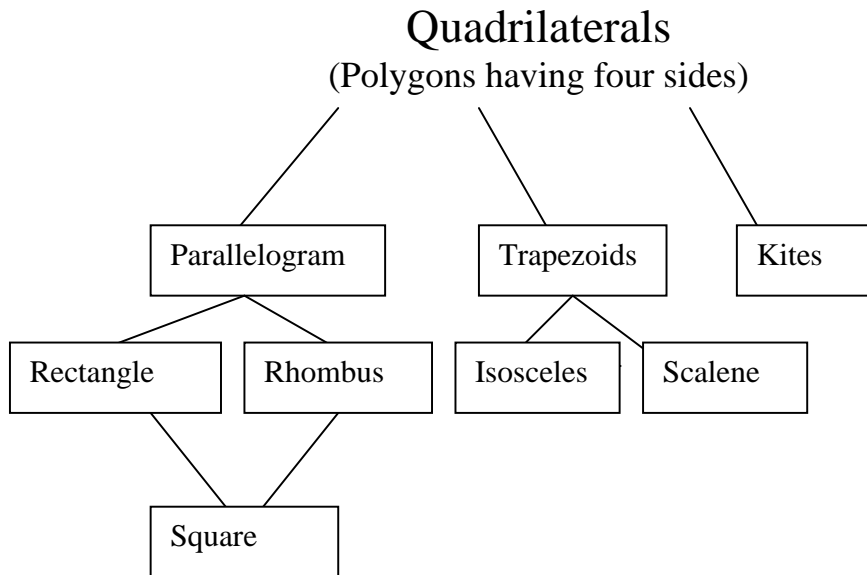 Quadrilaterals
(Polygons having four sides)
Parallelogram
Trapezoids
Kites
Rectangle
Rhombus
Isosceles
Scalene
Square